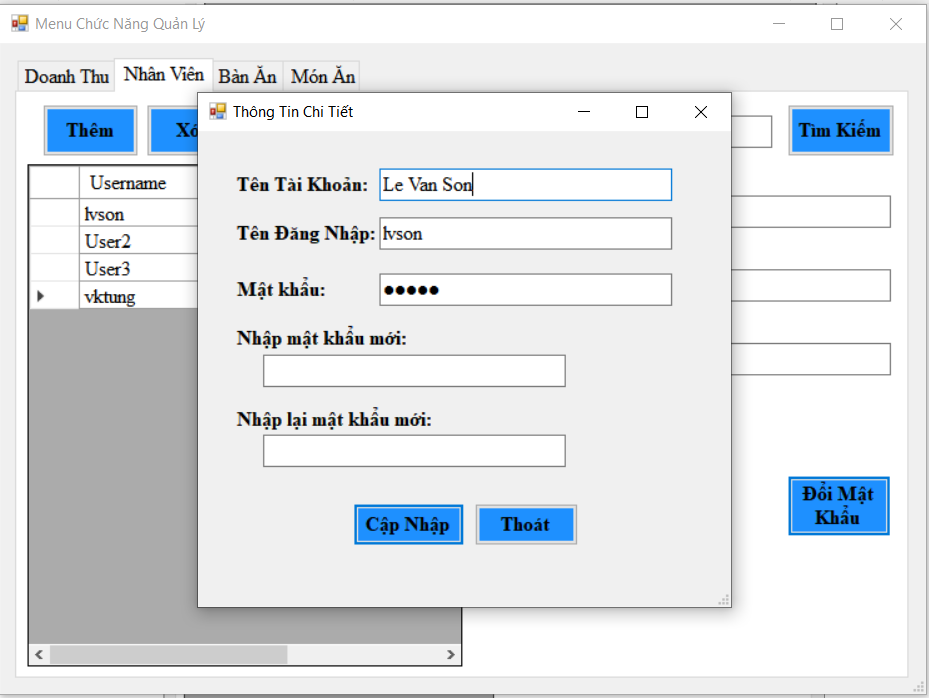 Menu Chức Năng Quản Lý
Doanh Thu Nhân Viên Bàn Ăn Món Ăn
Thêm
Tìm Kiếm
Username
lvson
User2
User3
vktung
Đổi Mật
Khẩu
Thông Tin Chi Tiết
Tên Tài Khoản: Le Van Son
Tên Đăng Nhập: lvson
Mật khẩu: ●●●●●
Nhập mật khẩu mới:
Nhập lại mật khẩu mới:
Cập Nhập Thoát